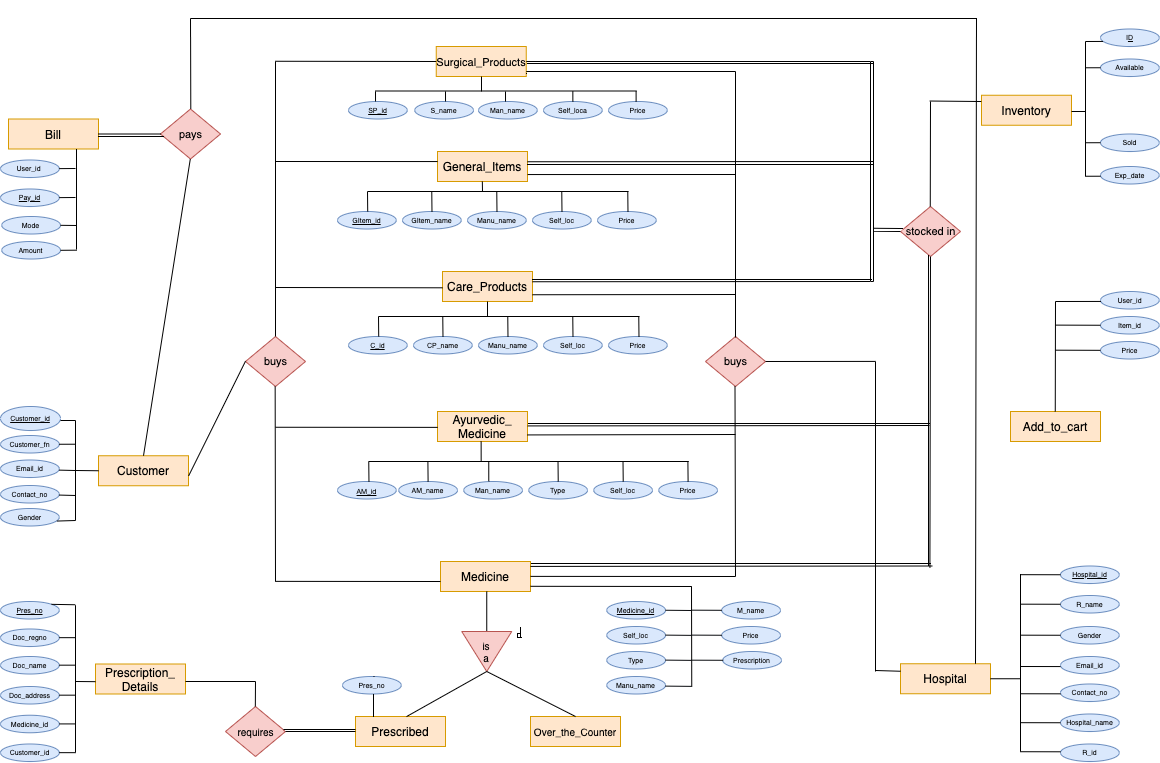 Surgical_Products
SP_id
S_name
Man_name
Self_loca
Price
ID
Available
Inventory
Sold
Exp_date
Bill
pays
User_id
Pay_id
Mode
Amount
General_Items
GItem_id
GItem_name
Manu_name
Self_loc
Price
stocked in
Care_Products
C_id
CP_name
Manu_name
Self_loc
Price
User_id
Item_id
Price
Add_to_cart
buys
buys
Customer_id
Customer_fn
Email_id
Contact_no
Gender
Customer
Ayurvedic_
Medicine
AM_id
AM_name
Man_name
Type
Self_loc
Price
Medicine
is
a
d
Medicine_id
M_name
Self_loc
Price
Type
Prescription
Manu_name
Pres_no
Doc_regno
Doc_name
Doc_address
Medicine_id
Customer_id
Prescription_
Details
requires
Pres_no
Prescribed
Over_the_Counter
Hospital
Hospital_id
R_name
Gender
Email_id
Contact_no
Hospital_name
R_id